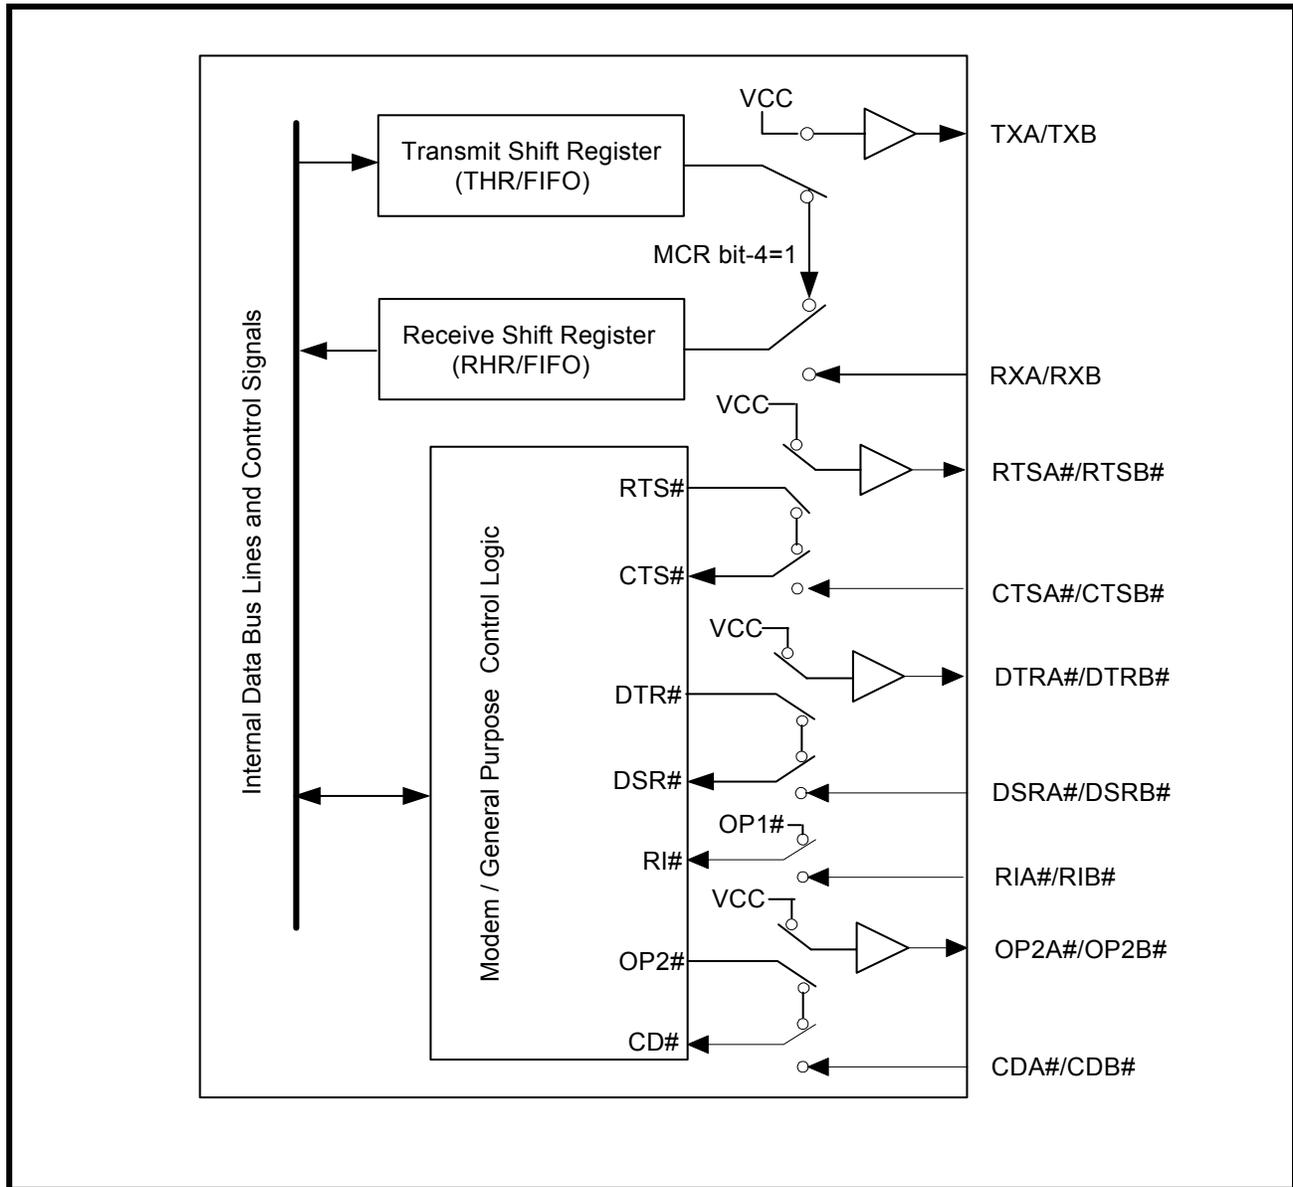 VCC
TXA/TXB
Transmit Shift Register
(THR/FIFO)
MCR bit-4=1
Receive Shift Register
(RHR/FIFO)
RXA/RXB
Internal Data Bus Lines and Control Signals
VCC
RTSA#/RTSB#
RTS#
CTS#
CTSA#/CTSB#
Modem / General Purpose Control Logic
VCC
DTRA#/DTRB#
DTR#
DSR#
DSRA#/DSRB#
OP1#
RI#
RIA#/RIB#
VCC
OP2A#/OP2B#
OP2#
CD#
CDA#/CDB#